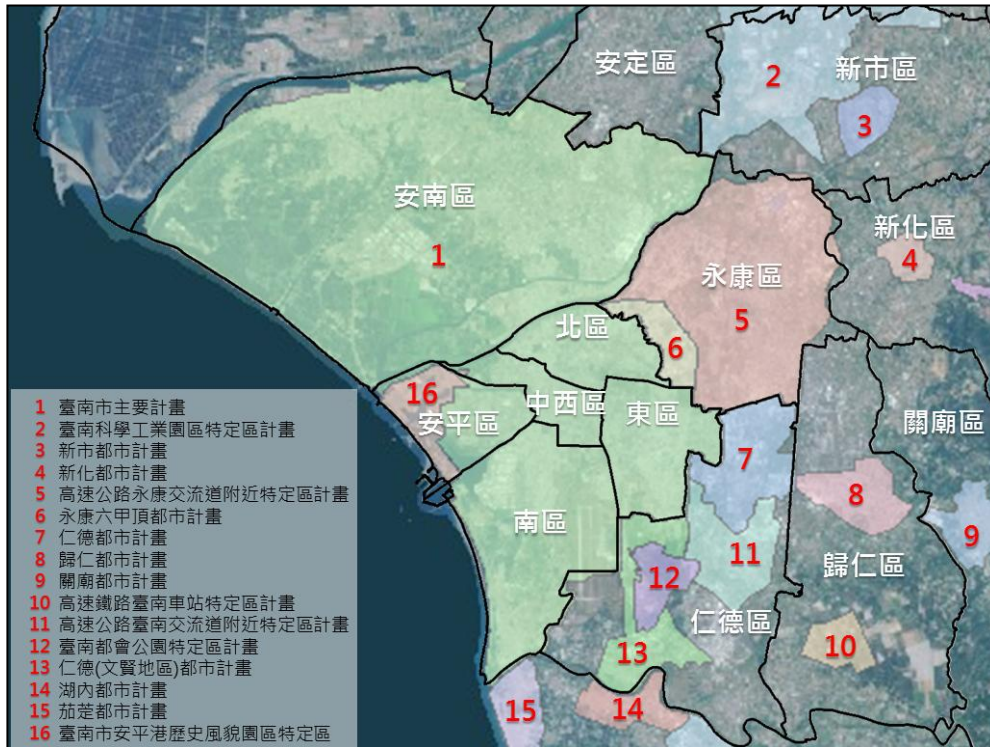 安定區
2
新市區
3
安南區
1
新化區
4
永康區
5
北區
6
16
安平區
中西區
東區
關廟區
7
8
9
南區
11
12
歸仁區
仁德區
13
10
15
14
1 臺南市主要計畫
2 臺南科學工業園區特定區計畫
3 新市都市計畫
4 新化都市計畫
5 高速公路永康交流道附近特定區計畫
6 永康六甲頂都市計畫
7 仁德都市計畫
8 歸仁都市計畫
9 關廟都市計畫
10 高速鐵路臺南車站特定區計畫
11 高速公路臺南交流道附近特定區計畫
12 臺南都會公園特定區計畫
13 仁德(文賢地區)都市計畫
14 湖內都市計畫
15 茄萣都市計畫
16 臺南市安平港歷史風貌園區特定區